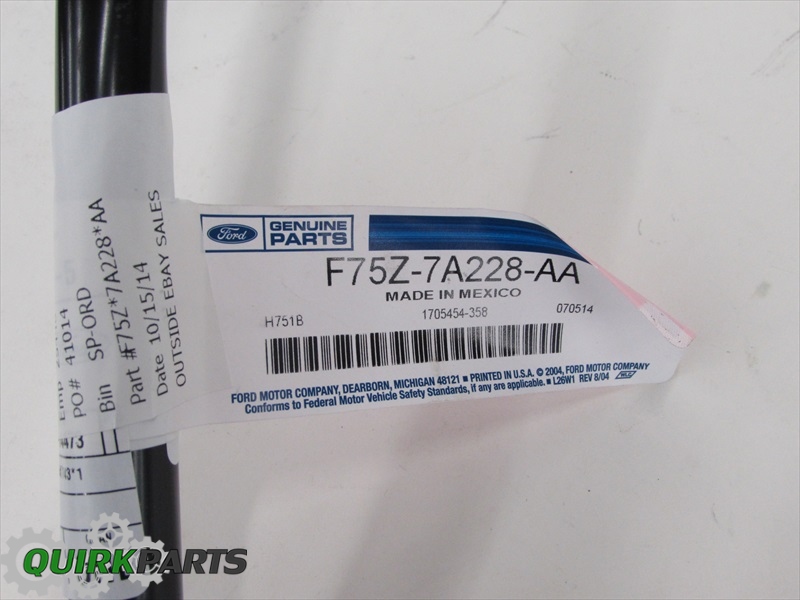 Ford
GENUINE
PARTS
F75Z-7A228-AA
MADE IN MEXICO
H751B
1705454-358
070514
FORD MOTOR COMPANY, DEARBORN, MICHIGAN 48121 ■ PRINTED IN U.S.A. © 2004, FORD MOTOR COMPANY
Conforms to Federal Motor Vehicle Safety Standards, if any are applicable. ■ L26W1 REV 8/04
PO# 41014
Bin SP-ORD
Part #F75Z*7A228*AA
Date 10/15/14
OUTSIDE EBAY SALES
QUIRKPARTS